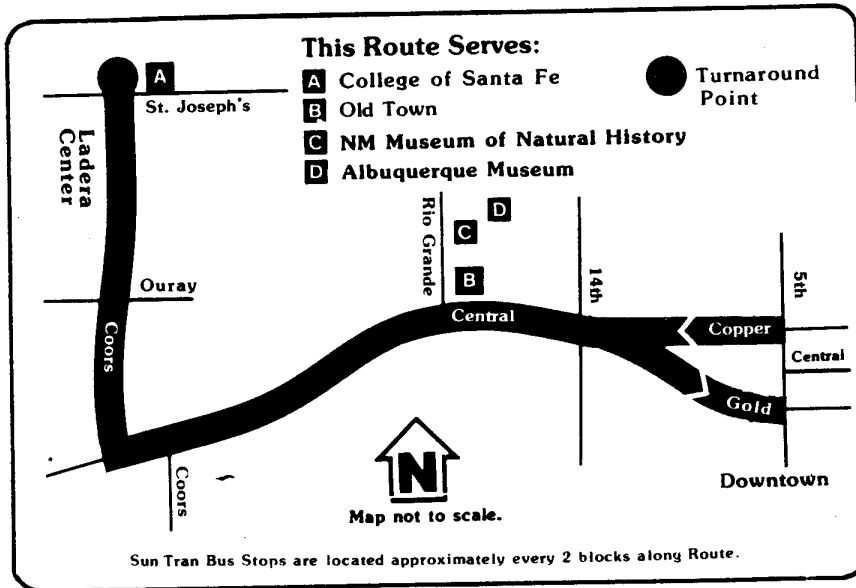 This Route Serves:
A College of Santa Fe
B Old Town
C NM Museum of Natural History
D Albuquerque Museum
Turnaround
Point
A
St. Joseph's
Ladera
Center
Rio Grande
D
C
B
14th
5th
Ouray
Coors
Central
Copper
Central
Gold
Coors
N
Downtown
Map not to scale.
Sun Tran Bus Stops are located approximately every 2 blocks along Route.